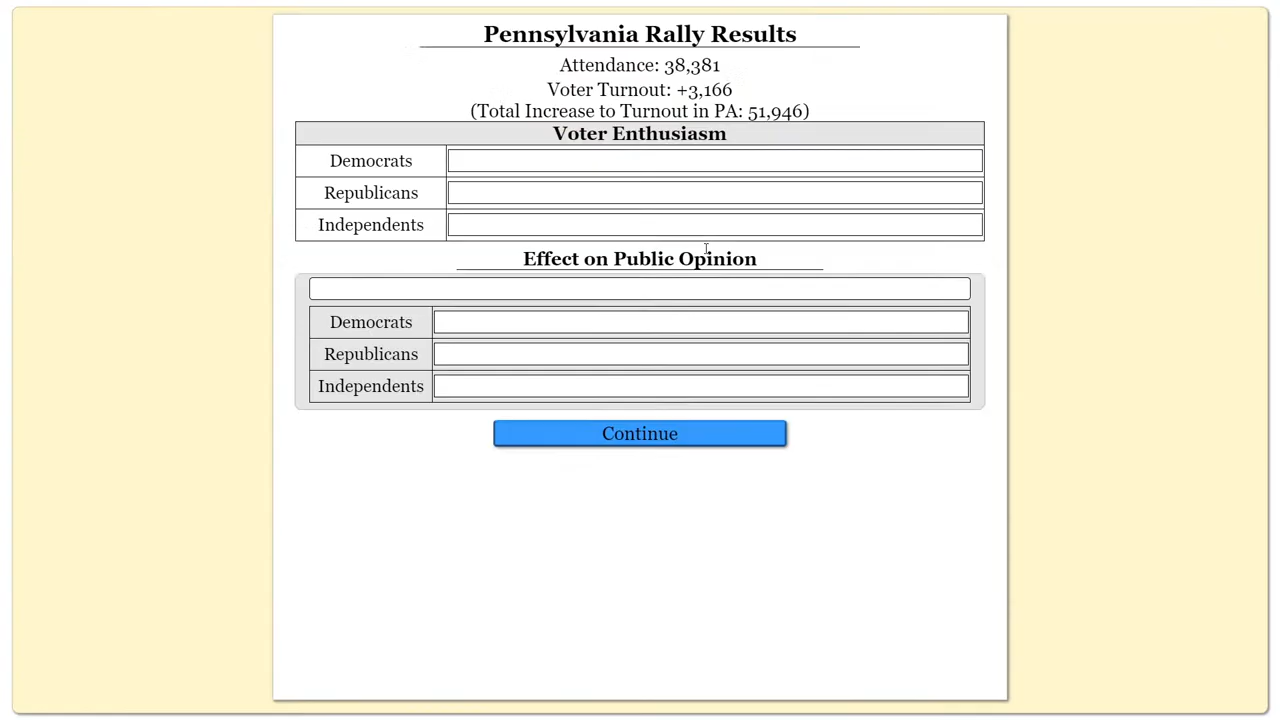 Pennsylvania Rally Results
Attendance: 38,381
Voter Turnout: +3,166
(Total Increase to Turnout in PA: 51,946)
Voter Enthusiasm
Democrats
Republicans
Independents
Effect on Public Opinion
Democrats
Republicans
Independents
Continue